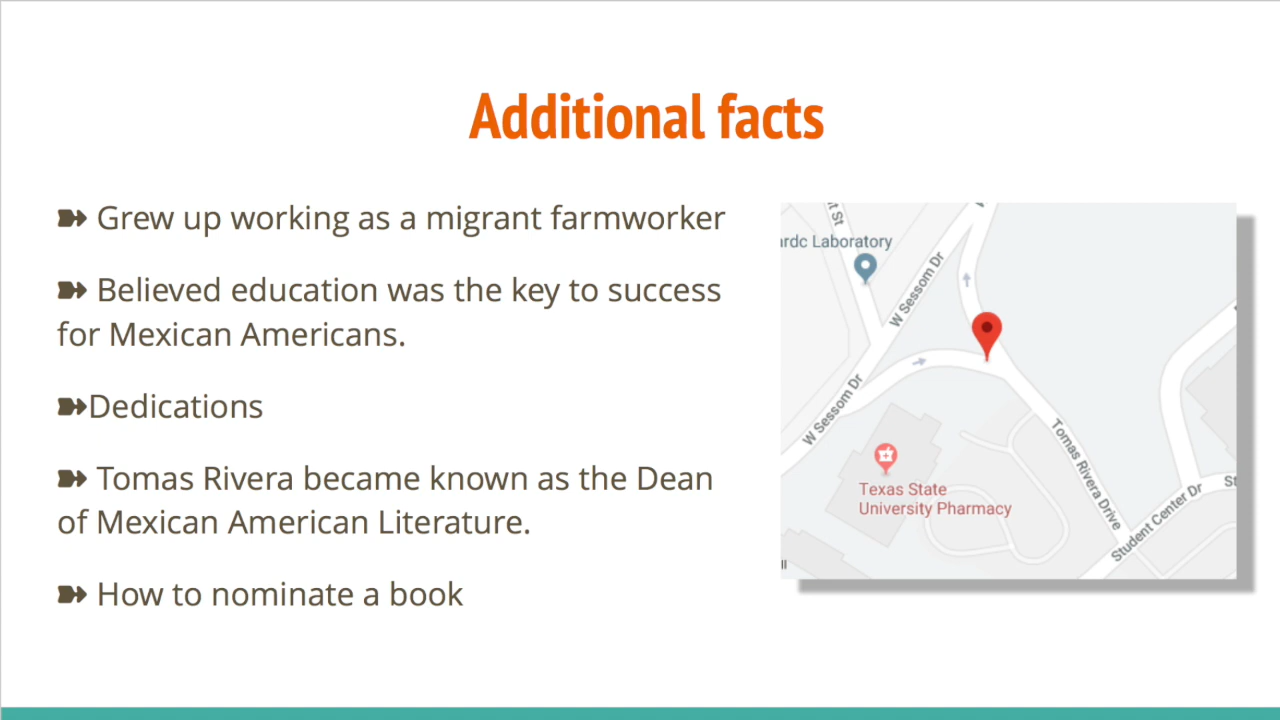 Additional facts
➽ Grew up working as a migrant farmworker
➽ Believed education was the key to success
for Mexican Americans.
➽Dedications
➽ Tomas Rivera became known as the Dean
of Mexican American Literature.
➽ How to nominate a book
Laboratory
W Sessom Dr
W Sessom Dr
Texas State
University Pharmacy
Tomas Rivera Drive
Student Center Dr